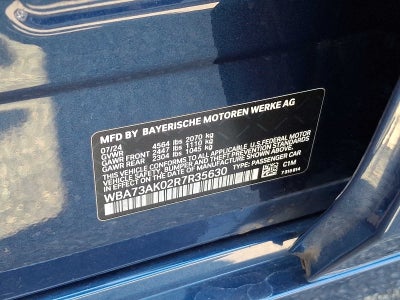 MFD BY BAYERISCHE MOTOREN WERKE AG
07/24
GVWR 4564 lbs 2070 kg
GAWR FRONT 2447 lbs 1110 kg
GAWR REAR 2304 lbs 1045 kg
THIS VEHICLE CONFORMS TO ALL APPLICABLE U.S. FEDERAL MOTOR
VEHICLE SAFETY, BUMPER AND THEFT PREVENTION STANDARDS
IN EFFECT ON THE DATE OF MANUFACTURE SHOWN ABOVE.
WBA73AK02R7R35630 TYPE: PASSENGER CAR
C1M